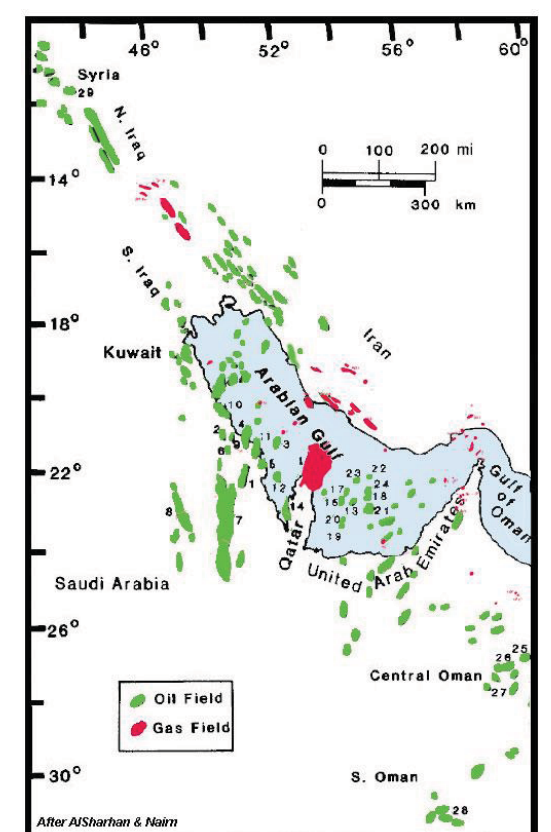 46° 52° 56° 60°
Syria
29
N. Iraq
0 100 200 mi
0 300 km
14°
S. Iraq
18°
Iran
Kuwait
Arabian Gulf
10
2 4
9 11 3
6
22°
5
1
12
14
23 22
17 24
15 18
13 21
20
19
8
7
Gulf
of
Oman
Qatar
United Arab Emirates
Saudi Arabia
26°
25
26
Central Oman
27
Oil Field
Gas Field
30°
S. Oman
28
After AlSharhan & Nairn